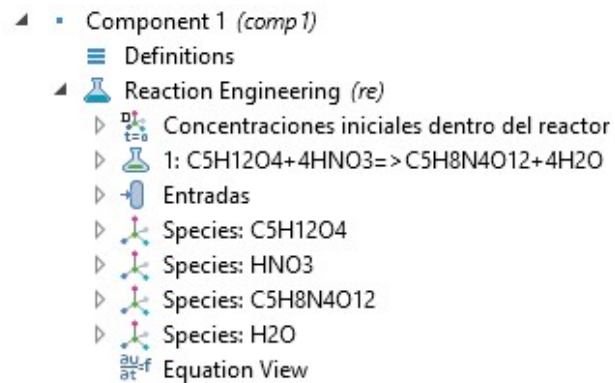 Component 1 (comp1)
Definitions
Reaction Engineering (re)
Concentraciones iniciales dentro del reactor
1: C5H12O4+4HNO3=>C5H8N4O12+4H2O
Entradas
Species: C5H12O4
Species: HNO3
Species: C5H8N4O12
Species: H2O
Equation View